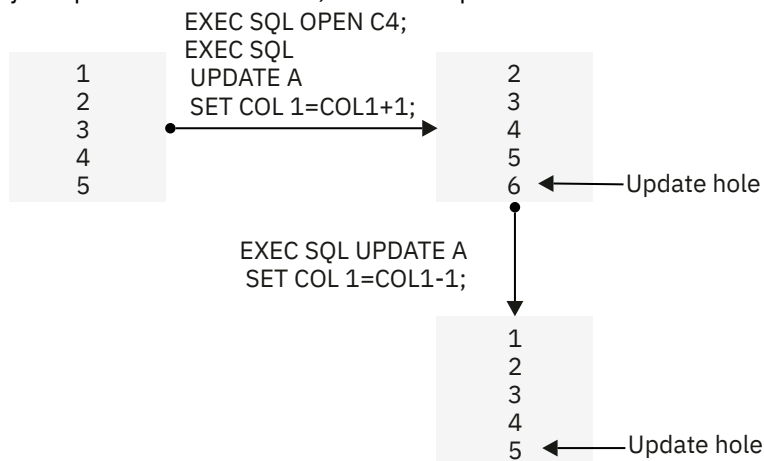 EXEC SQL OPEN C4;
EXEC SQL
UPDATE A
SET COL 1=COL1+1;
1
2
3
4
5
2
3
4
5
6
Update hole
EXEC SQL UPDATE A
SET COL 1=COL1-1;
1
2
3
4
5
Update hole